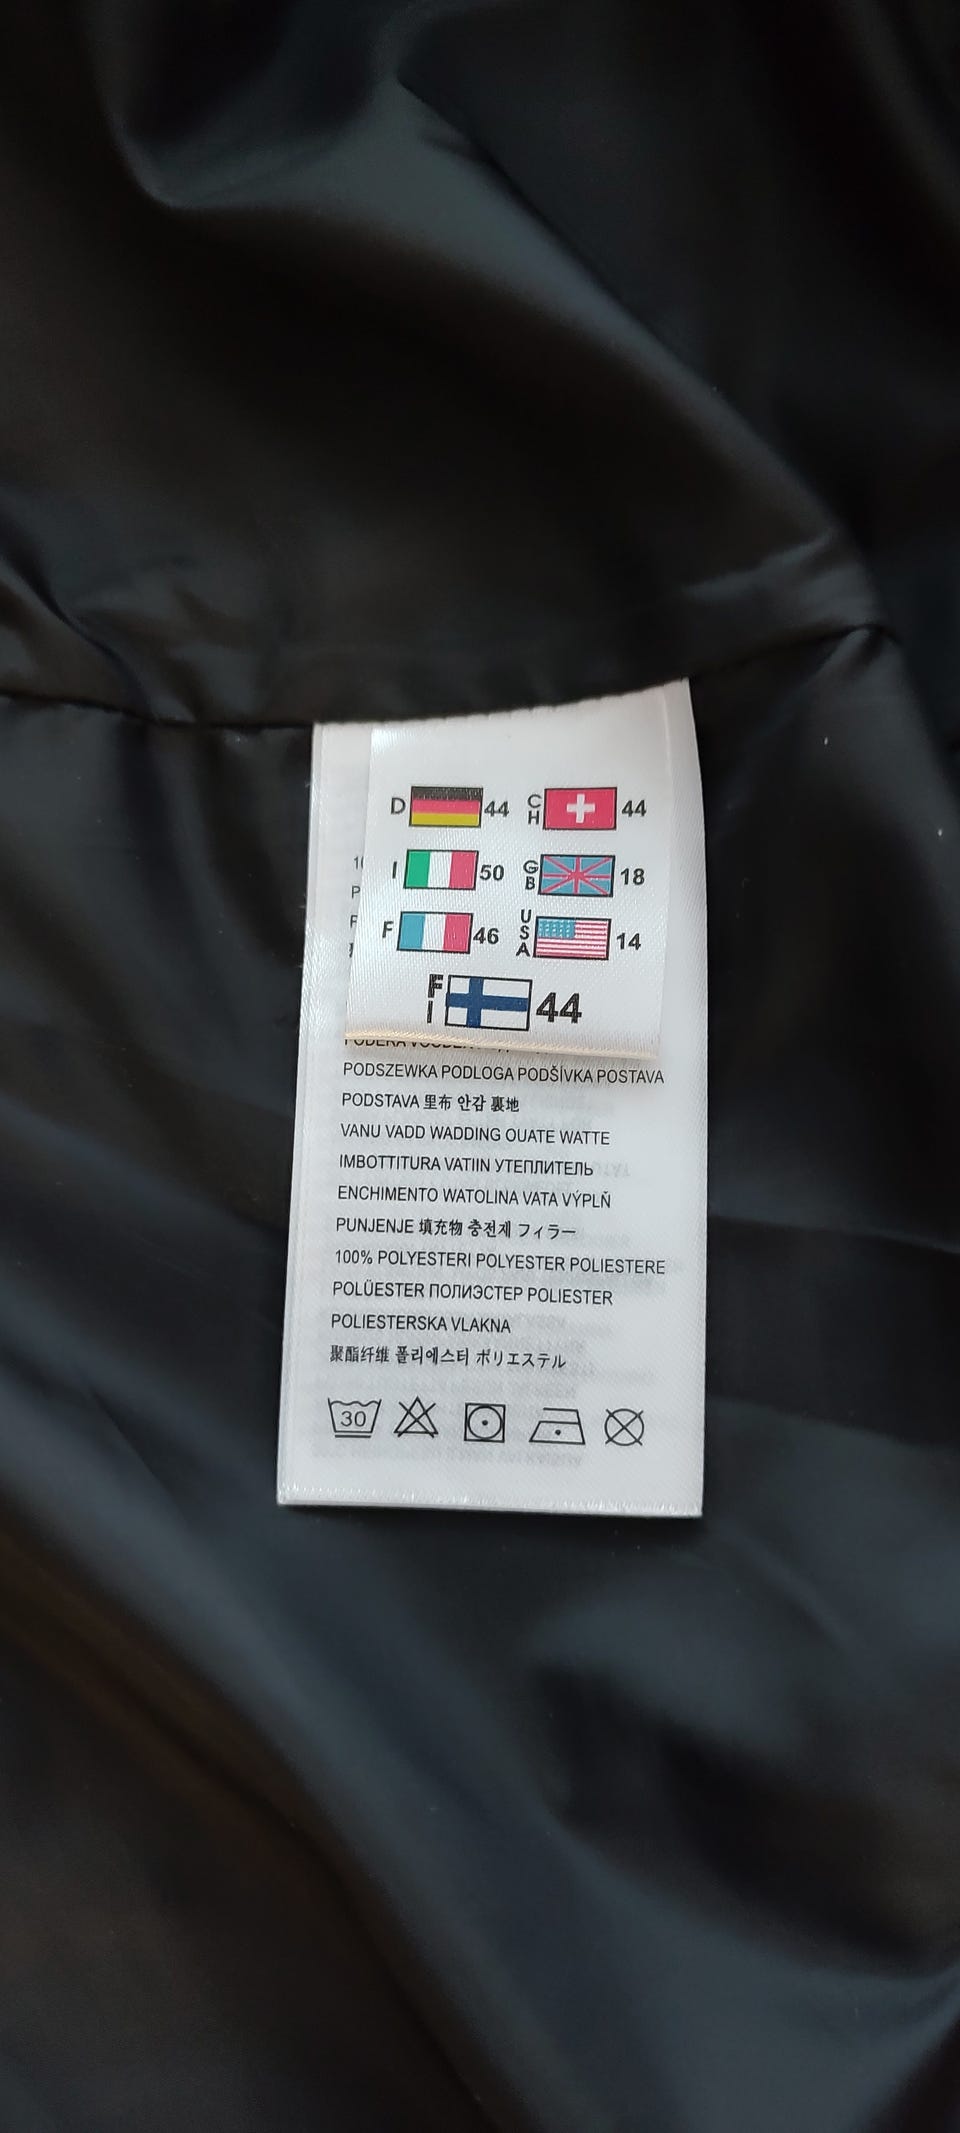 D 44 CH 44
I 50 GB 18
F 46 USA 14
FI 44
PODSZEWKA PODLOGA PODŠÍVKA POSTAVA
PODSTAVA 里布 안감 裏地
VANU VADD WADDING OUATE WATTE
IMBOTTITURA VATIIN УТЕПЛИТЕЛЬ
ENCHIMENTO WATOLINA VATA VÝPLŇ
PUNJENJE 填充物 충전재 フィラー
100% POLYESTERI POLYESTER POLIESTERE
POLÜESTER ПОЛИЭСТЕР POLIESTER
POLIESTERSKA VLAKNA
聚酯纤维 폴리에스터 ポリエステル
30